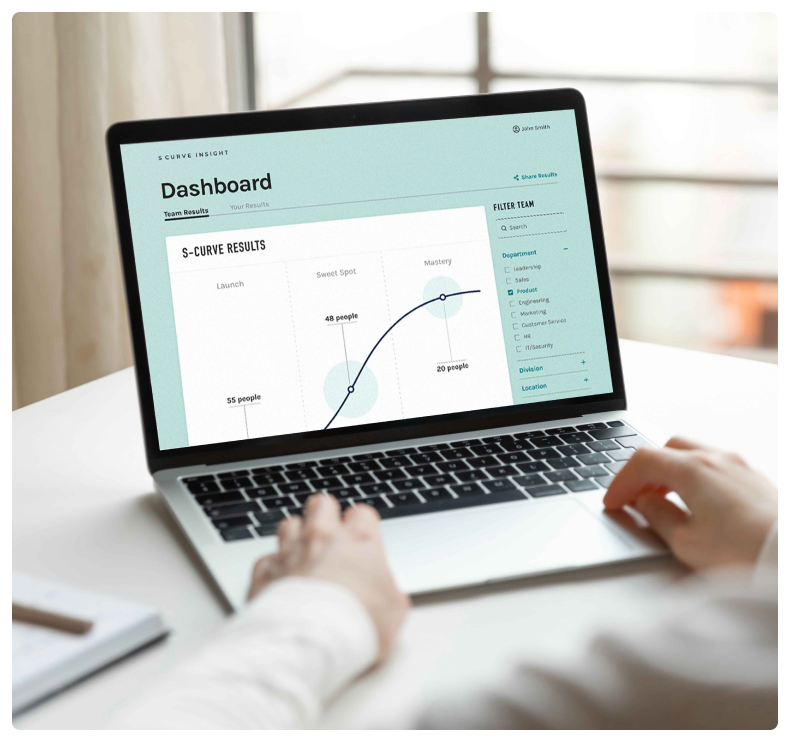 S CURVE INSIGHT
John Smith
Dashboard
Share Results
Team Results
Your Results
S-CURVE RESULTS
Launch
Sweet Spot
Mastery
48 people
55 people
20 people
FILTER TEAM
Search
Department −
Leadership
Sales
Product
Engineering
Marketing
Customer Service
HR
IT/Security
Division +
Location +